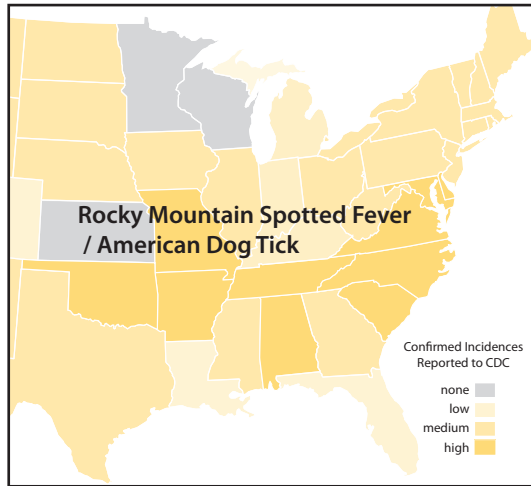 Rocky Mountain Spotted Fever
/ American Dog Tick
Confirmed Incidences
Reported to CDC
none
low
medium
high